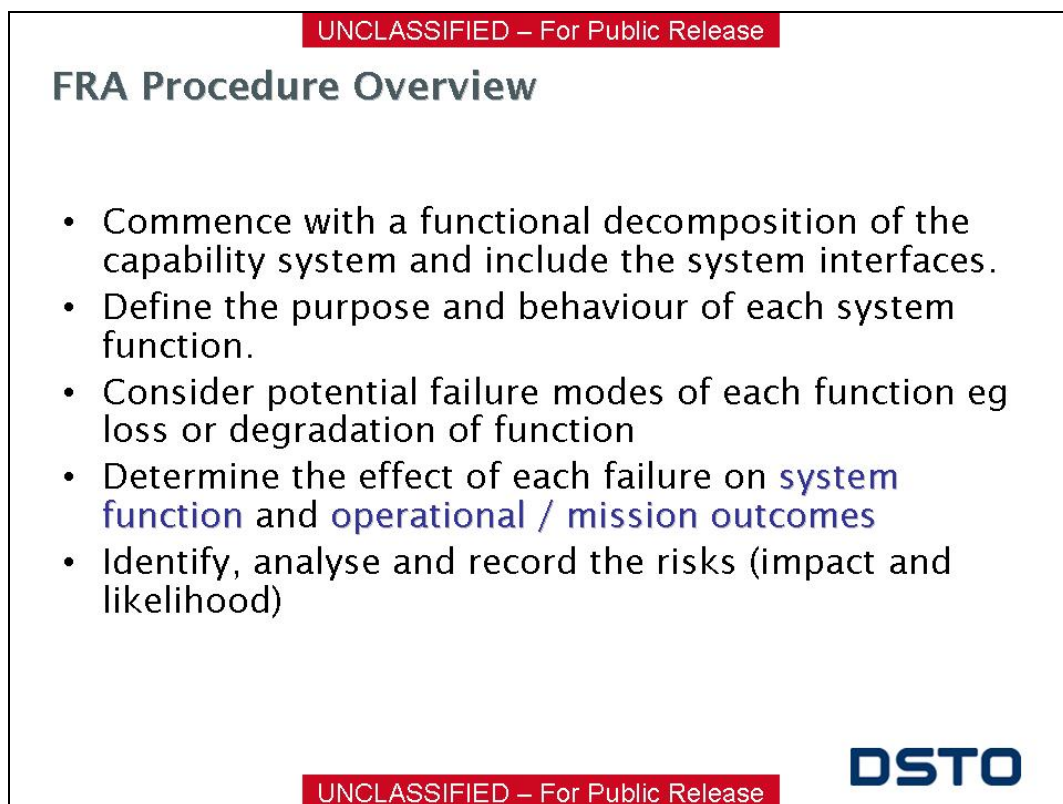 UNCLASSIFIED – For Public Release
FRA Procedure Overview
• Commence with a functional decomposition of the
capability system and include the system interfaces.
• Define the purpose and behaviour of each system
function.
• Consider potential failure modes of each function eg
loss or degradation of function
• Determine the effect of each failure on system
function and operational / mission outcomes
• Identify, analyse and record the risks (impact and
likelihood)
DSTO
UNCLASSIFIED – For Public Release